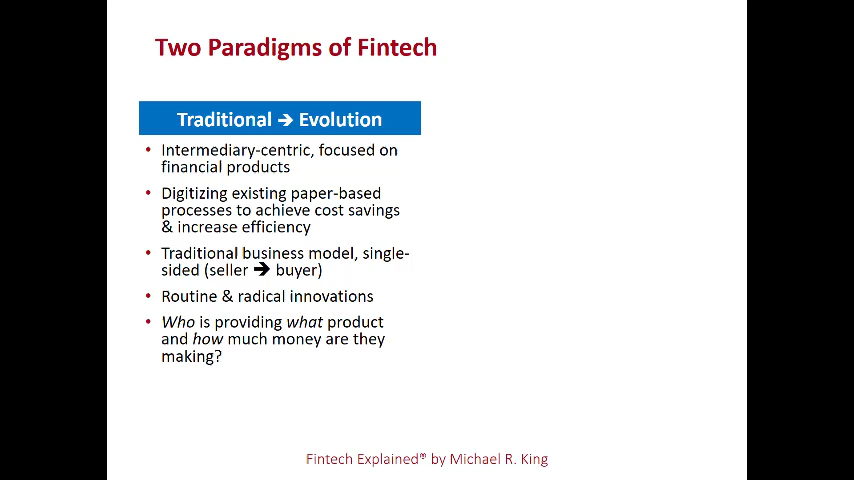 Two Paradigms of Fintech
Traditional ➔ Evolution
• Intermediary-centric, focused on
financial products
• Digitizing existing paper-based
processes to achieve cost savings
& increase efficiency
• Traditional business model, single-
sided (seller ➔ buyer)
• Routine & radical innovations
• Who is providing what product
and how much money are they
making?
Fintech Explained® by Michael R. King